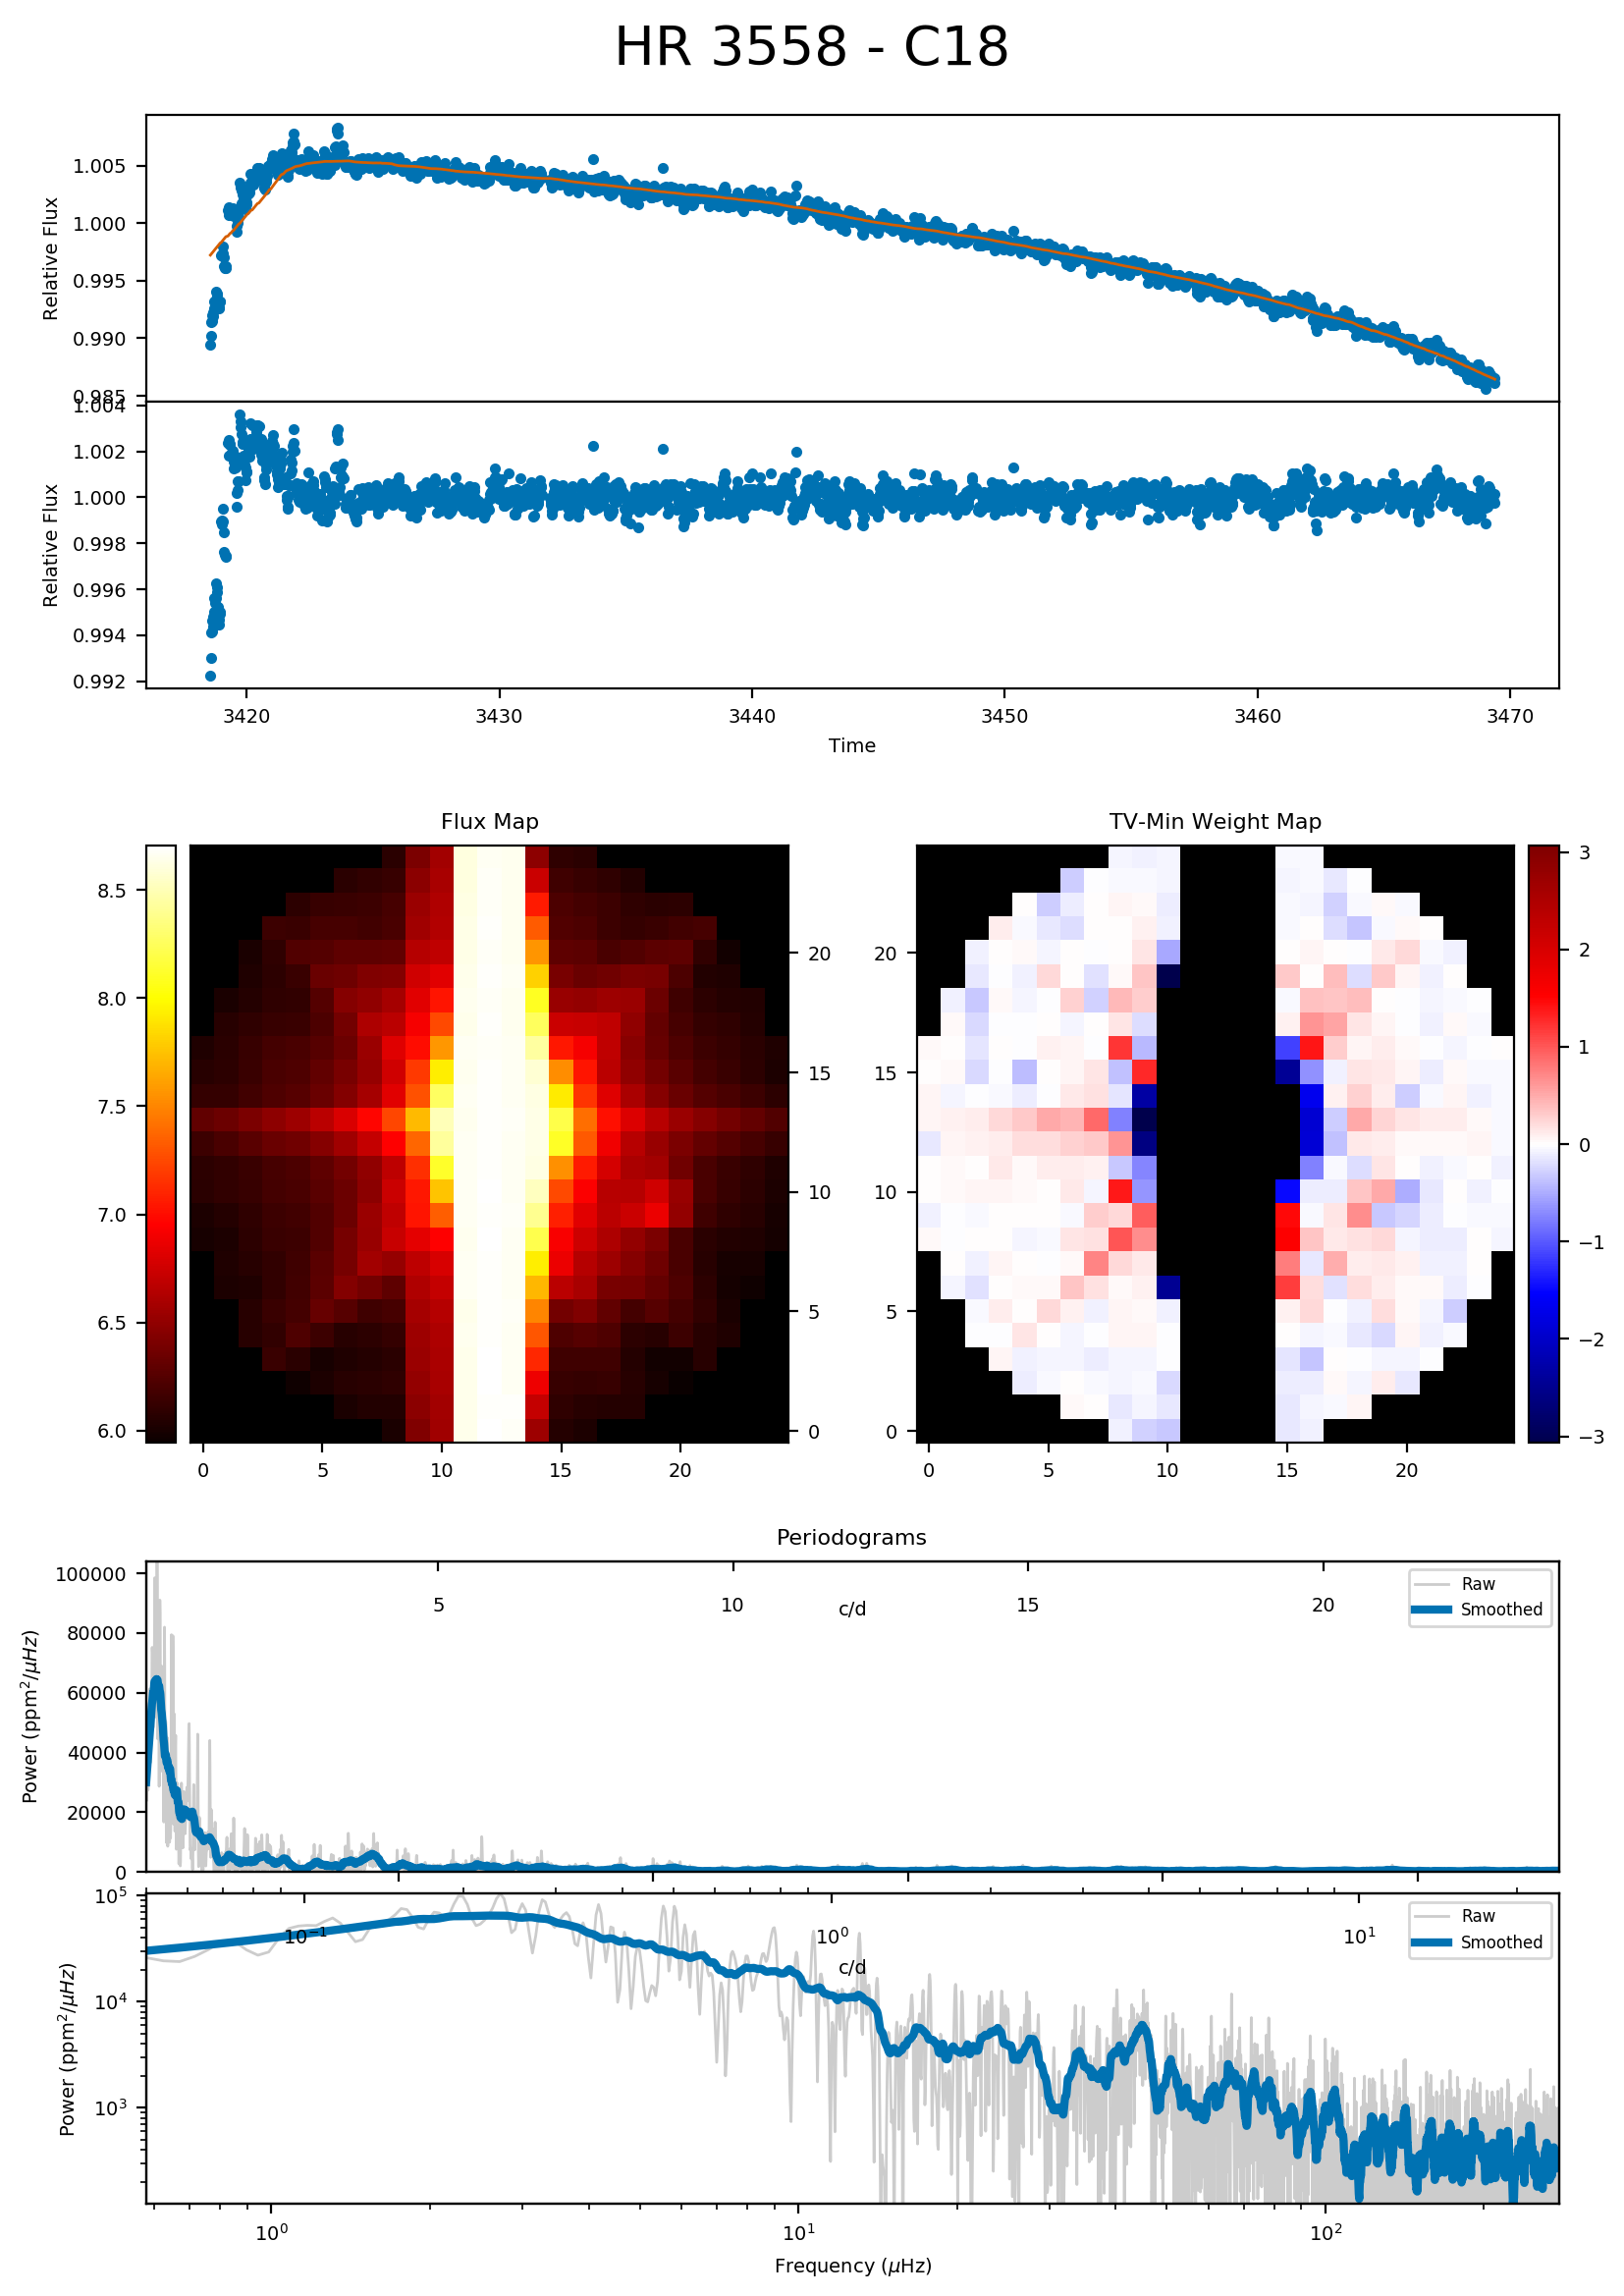 HR 3558 - C18
Relative Flux
1.005
1.000
0.995
0.990
0.985
Relative Flux
1.004
1.002
1.000
0.998
0.996
0.994
0.992
3420 3430 3440 3450 3460 3470
Time
Flux Map
8.5
8.0
7.5
7.0
6.5
6.0
20
15
10
5
0
0 5 10 15 20
TV-Min Weight Map
20
15
10
5
0
0 5 10 15 20
3
2
1
0
−1
−2
−3
Periodograms
Power (ppm²/μHz)
100000
80000
60000
40000
20000
0
5 10 15 20
c/d
Raw
Smoothed
Power (ppm²/μHz)
10⁵
10⁴
10³
10⁻¹ 10⁰ 10¹
c/d
Raw
Smoothed
10⁰ 10¹ 10²
Frequency (μHz)